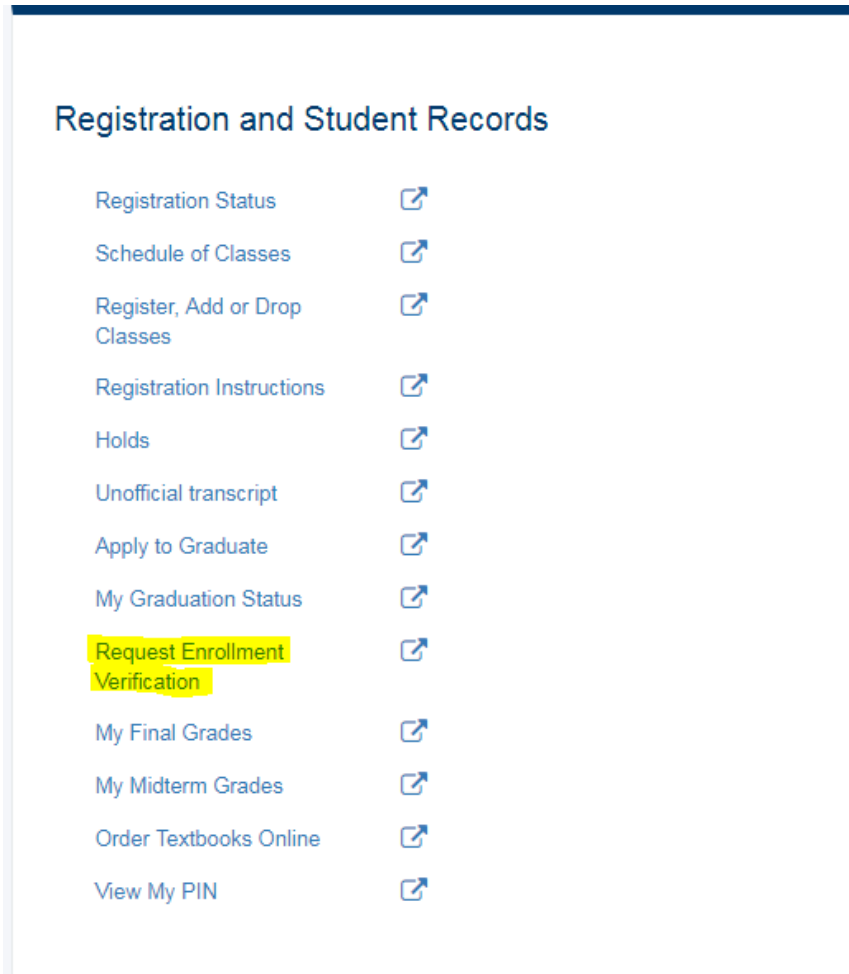 Registration and Student Records
Registration Status
Schedule of Classes
Register, Add or Drop
Classes
Registration Instructions
Holds
Unofficial transcript
Apply to Graduate
My Graduation Status
Request Enrollment
Verification
My Final Grades
My Midterm Grades
Order Textbooks Online
View My PIN